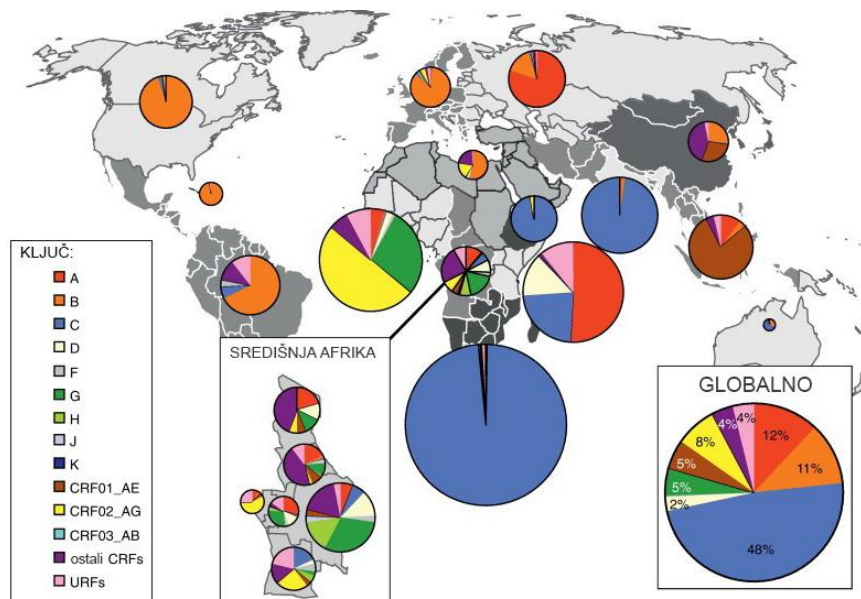 KLJUČ:
A
B
C
D
F
G
H
J
K
CRF01_AE
CRF02_AG
CRF03_AB
ostali CRFs
URFs
SREDIŠNJA AFRIKA
GLOBALNO
4%
4%
12%
8%
11%
5%
5%
2%
48%